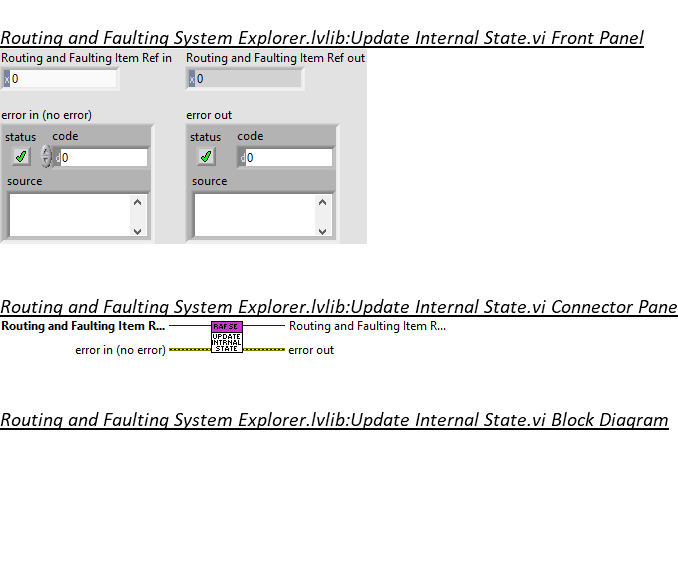 Routing and Faulting System Explorer.lvlib:Update Internal State.vi Front Panel
Routing and Faulting Item Ref in Routing and Faulting Item Ref out
x 0 x 0
error in (no error) error out
status code status code
d 0 d 0
source source
Routing and Faulting System Explorer.lvlib:Update Internal State.vi Connector Pane
Routing and Faulting Item R... RAF SE Routing and Faulting Item R...
UPDATE
INTRNAL
error in (no error) STATE error out
Routing and Faulting System Explorer.lvlib:Update Internal State.vi Block Diagram